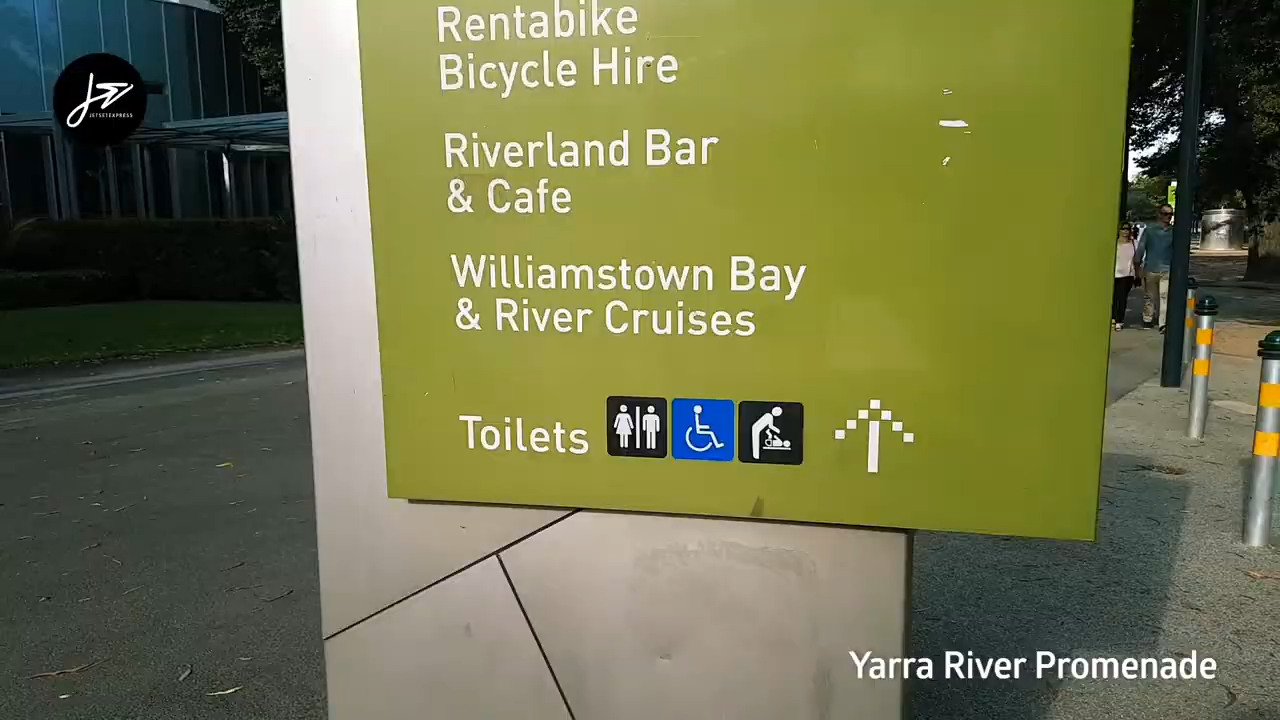 JETSETEXPRESS
Rentabike
Bicycle Hire
Riverland Bar
& Cafe
Williamstown Bay
& River Cruises
Toilets
Yarra River Promenade